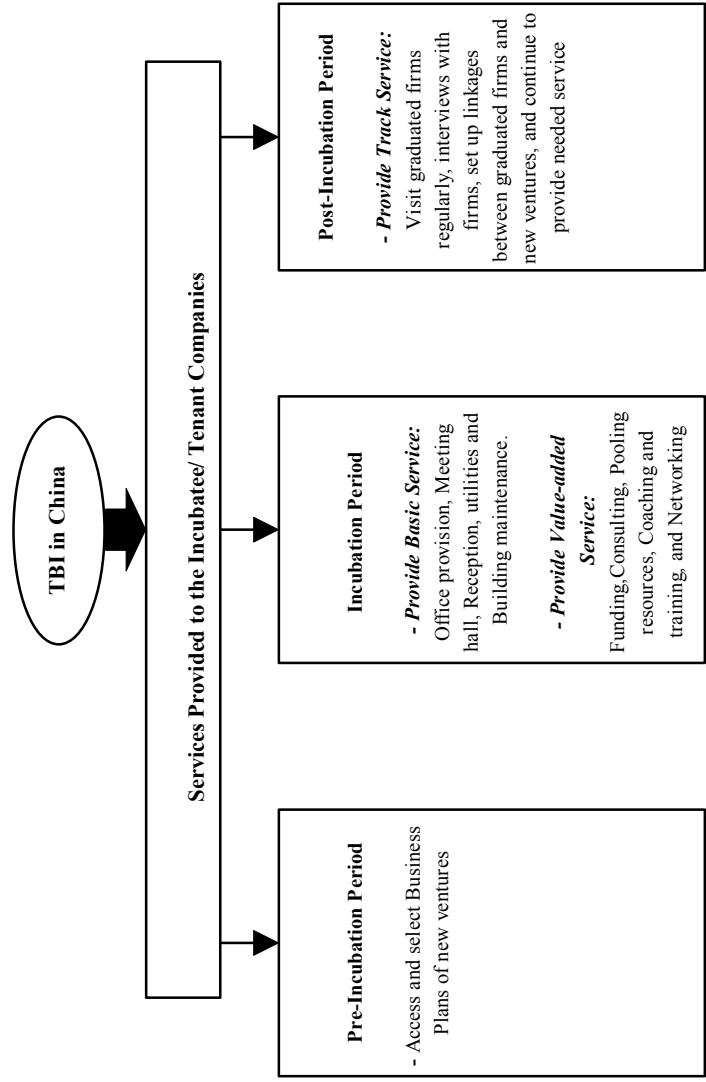 TBI in China
Services Provided to the Incubatee/ Tenant Companies
Pre-Incubation Period
- Access and select Business
Plans of new ventures
Incubation Period
- Provide Basic Service:
Office provision, Meeting
hall, Reception, utilities and
Building maintenance.
- Provide Value-added
Service:
Funding,Consulting, Pooling
resources, Coaching and
training, and Networking
Post-Incubation Period
- Provide Track Service:
Visit graduated firms
regularly, interviews with
firms, set up linkages
between graduated firms and
new ventures, and continue to
provide needed service